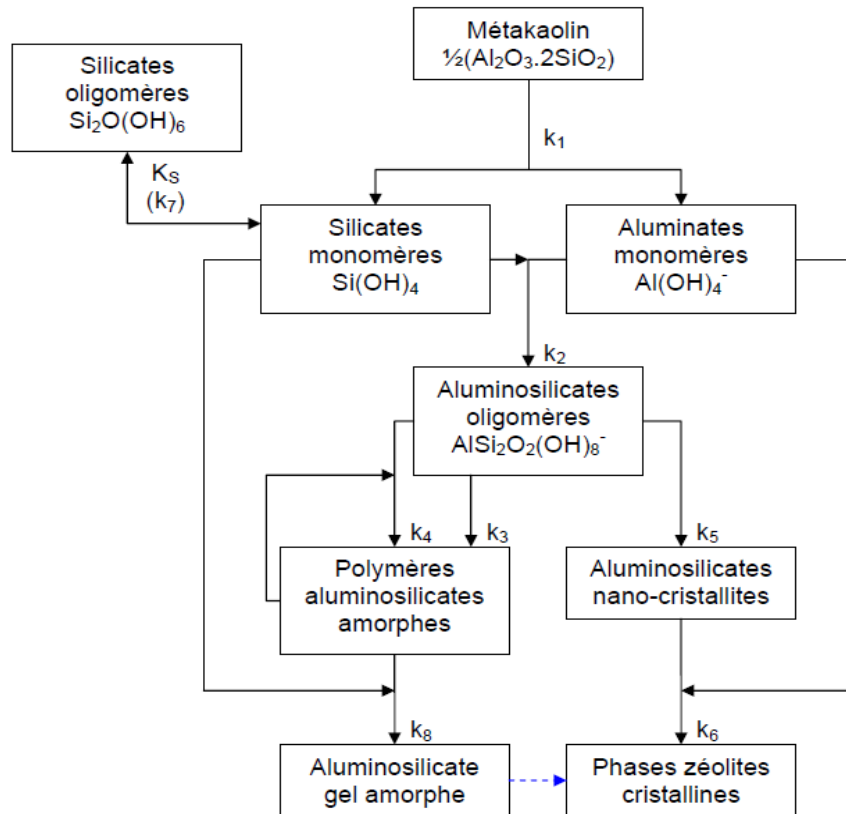 Métakaolin
½(Al₂O₃.2SiO₂)
Silicates
oligomères
Si₂O(OH)₆
k₁
K_S
(k₇)
Silicates
monomères
Si(OH)₄
Aluminates
monomères
Al(OH)₄⁻
k₂
Aluminosilicates
oligomères
AlSi₂O₂(OH)₈⁻
k₄
k₃
k₅
Polymères
aluminosilicates
amorphes
Aluminosilicates
nano-cristallites
k₈
k₆
Aluminosilicate
gel amorphe
Phases zéolites
cristallines